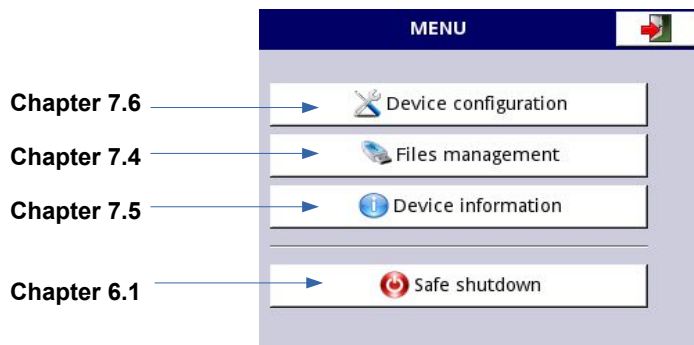 MENU
Chapter 7.6 Device configuration
Chapter 7.4 Files management
Chapter 7.5 Device information
Chapter 6.1 Safe shutdown